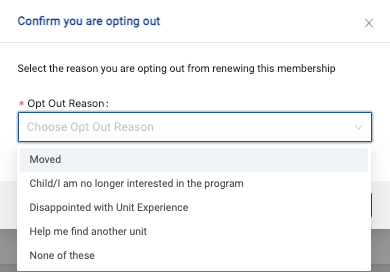 Confirm you are opting out
Select the reason you are opting out from renewing this membership
* Opt Out Reason :
Choose Opt Out Reason
Moved
Child/I am no longer interested in the program
Disappointed with Unit Experience
Help me find another unit
None of these